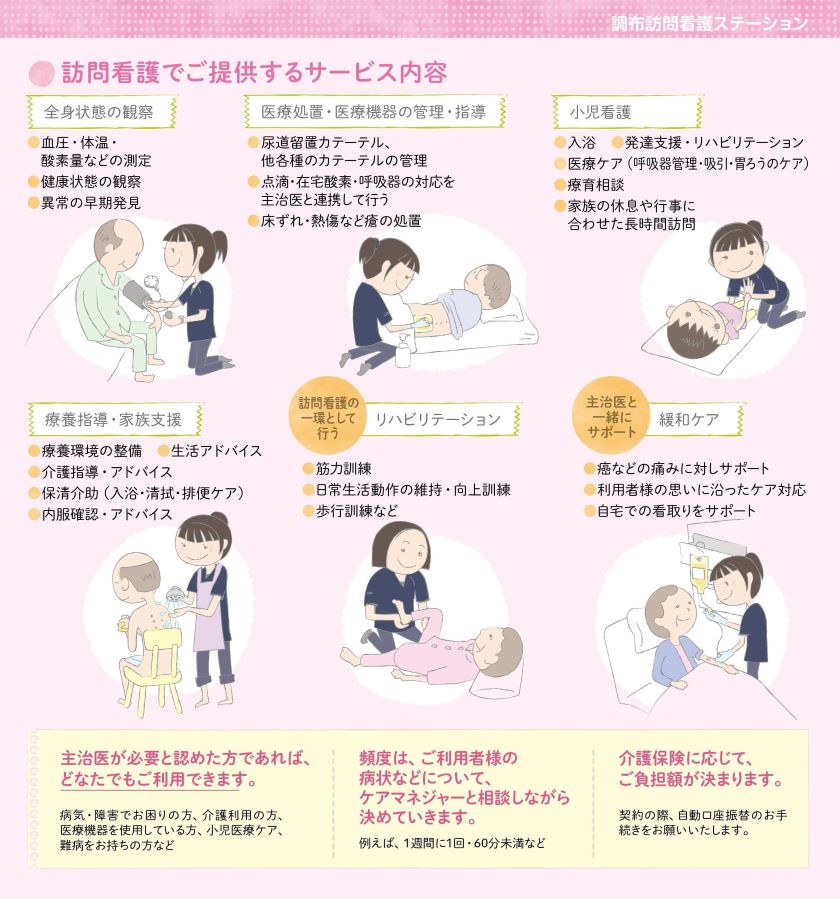 調布訪問看護ステーション
訪問看護でご提供するサービス内容
全身状態の観察
血圧・体温・
酸素量などの測定
健康状態の観察
異常の早期発見
医療処置・医療機器の管理・指導
尿道留置カテーテル、
他各種のカテーテルの管理
点滴・在宅酸素・呼吸器の対応を
主治医と連携して行う
床ずれ・熱傷など瘡の処置
小児看護
入浴 発達支援・リハビリテーション
医療ケア（呼吸器管理・吸引・胃ろうのケア）
療育相談
家族の休息や行事に
合わせた長時間訪問
療養指導・家族支援
療養環境の整備 生活アドバイス
介護指導・アドバイス
保清介助（入浴・清拭・排便ケア）
内服確認・アドバイス
訪問看護の
一環として
行う
リハビリテーション
筋力訓練
日常生活動作の維持・向上訓練
歩行訓練など
主治医と
一緒に
サポート
緩和ケア
癌などの痛みに対しサポート
利用者様の思いに沿ったケア対応
自宅での看取りをサポート
主治医が必要と認めた方であれば、
どなたでもご利用できます。
病気・障害でお困りの方、介護利用の方、
医療機器を使用している方、小児医療ケア、
難病をお持ちの方など
頻度は、ご利用者様の
病状などについて、
ケアマネジャーと相談しながら
決めていきます。
例えば、1週間に1回・60分未満など
介護保険に応じて、
ご負担額が決まります。
契約の際、自動口座振替のお手
続きをお願いいたします。